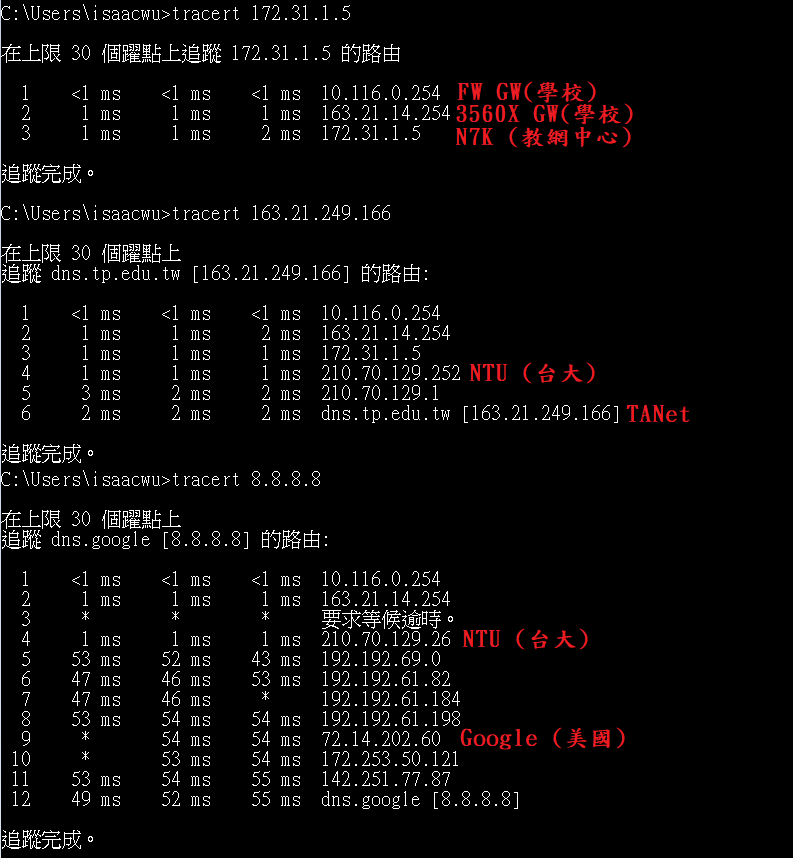 C:\Users\isaacwu>tracert 172.31.1.5
在上限 30 個躍點上追蹤 172.31.1.5 的路由
1 <1 ms <1 ms <1 ms 10.116.0.254 FW GW(學校)
2 1 ms 1 ms 1 ms 163.21.14.254 3560X GW(學校)
3 1 ms 1 ms 2 ms 172.31.1.5 N7K (教網中心)
追蹤完成。
C:\Users\isaacwu>tracert 163.21.249.166
在上限 30 個躍點上
追蹤 dns.tp.edu.tw [163.21.249.166] 的路由:
1 <1 ms <1 ms <1 ms 10.116.0.254
2 1 ms 1 ms 2 ms 163.21.14.254
3 1 ms 1 ms 1 ms 172.31.1.5
4 1 ms 1 ms 1 ms 210.70.129.252 NTU (台大)
5 3 ms 2 ms 2 ms 210.70.129.1
6 2 ms 2 ms 2 ms dns.tp.edu.tw [163.21.249.166] TANet
追蹤完成。
C:\Users\isaacwu>tracert 8.8.8.8
在上限 30 個躍點上
追蹤 dns.google [8.8.8.8] 的路由:
1 <1 ms <1 ms <1 ms 10.116.0.254
2 1 ms 1 ms 1 ms 163.21.14.254
3 * * * 要求等候逾時。
4 1 ms 1 ms 1 ms 210.70.129.26 NTU (台大)
5 53 ms 52 ms 43 ms 192.192.69.0
6 47 ms 46 ms 53 ms 192.192.61.82
7 47 ms 46 ms * 192.192.61.184
8 53 ms 54 ms 54 ms 192.192.61.198
9 * 54 ms 54 ms 72.14.202.60 Google (美國)
10 * 53 ms 54 ms 172.253.50.121
11 53 ms 54 ms 55 ms 142.251.77.87
12 49 ms 52 ms 55 ms dns.google [8.8.8.8]
追蹤完成。